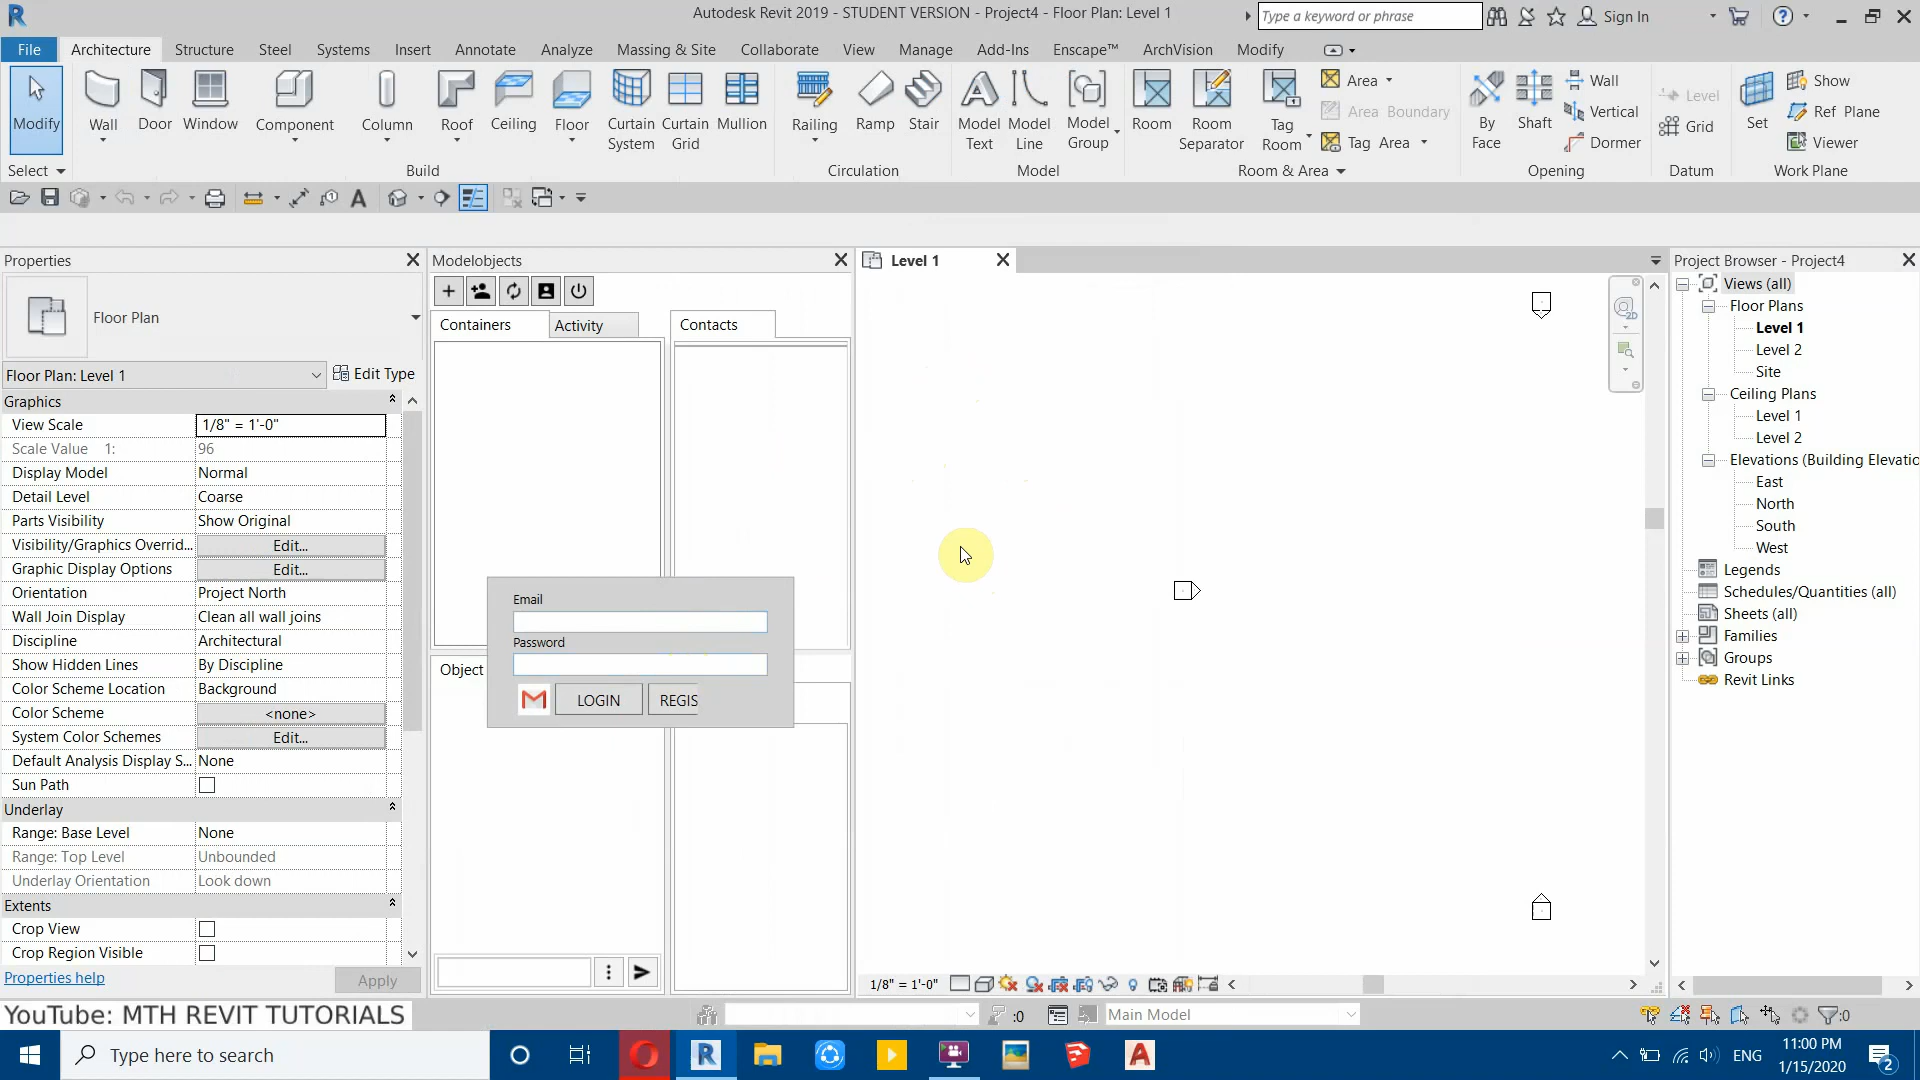 Autodesk Revit 2019 - STUDENT VERSION - Project4 - Floor Plan: Level 1
Type a keyword or phrase
Sign In
File Architecture Structure Steel Systems Insert Annotate Analyze Massing & Site Collaborate View Manage Add-Ins Enscape™ ArchVision Modify
Modify
Wall
Door
Window
Component
Column
Roof
Ceiling
Floor
Curtain System
Curtain Grid
Mullion
Railing
Ramp
Stair
Model Text
Model Line
Model Group
Room
Room Separator
Tag Room
Area
Area Boundary
Tag Area
By Face
Shaft
Wall
Vertical
Dormer
Level
Grid
Set
Show
Ref Plane
Viewer
Select
Build
Circulation
Model
Room & Area
Opening
Datum
Work Plane
Properties
Floor Plan
Floor Plan: Level 1
Edit Type
Graphics
View Scale 1/8" = 1'-0"
Scale Value 1: 96
Display Model Normal
Detail Level Coarse
Parts Visibility Show Original
Visibility/Graphics Overrid... Edit...
Graphic Display Options Edit...
Orientation Project North
Wall Join Display Clean all wall joins
Discipline Architectural
Show Hidden Lines By Discipline
Color Scheme Location Background
Color Scheme <none>
System Color Schemes Edit...
Default Analysis Display S... None
Sun Path
Underlay
Range: Base Level None
Range: Top Level Unbounded
Underlay Orientation Look down
Extents
Crop View
Crop Region Visible
Properties help
Apply
Modelobjects
Containers
Activity
Contacts
Email
Password
LOGIN
REGIS
Object
Level 1
2D
1/8" = 1'-0"
Project Browser - Project4
Views (all)
Floor Plans
Level 1
Level 2
Site
Ceiling Plans
Level 1
Level 2
Elevations (Building Elevatio
East
North
South
West
Legends
Schedules/Quantities (all)
Sheets (all)
Families
Groups
Revit Links
YouTube: MTH REVIT TUTORIALS
:0
Main Model
:0
Type here to search
ENG
11:00 PM
1/15/2020
2